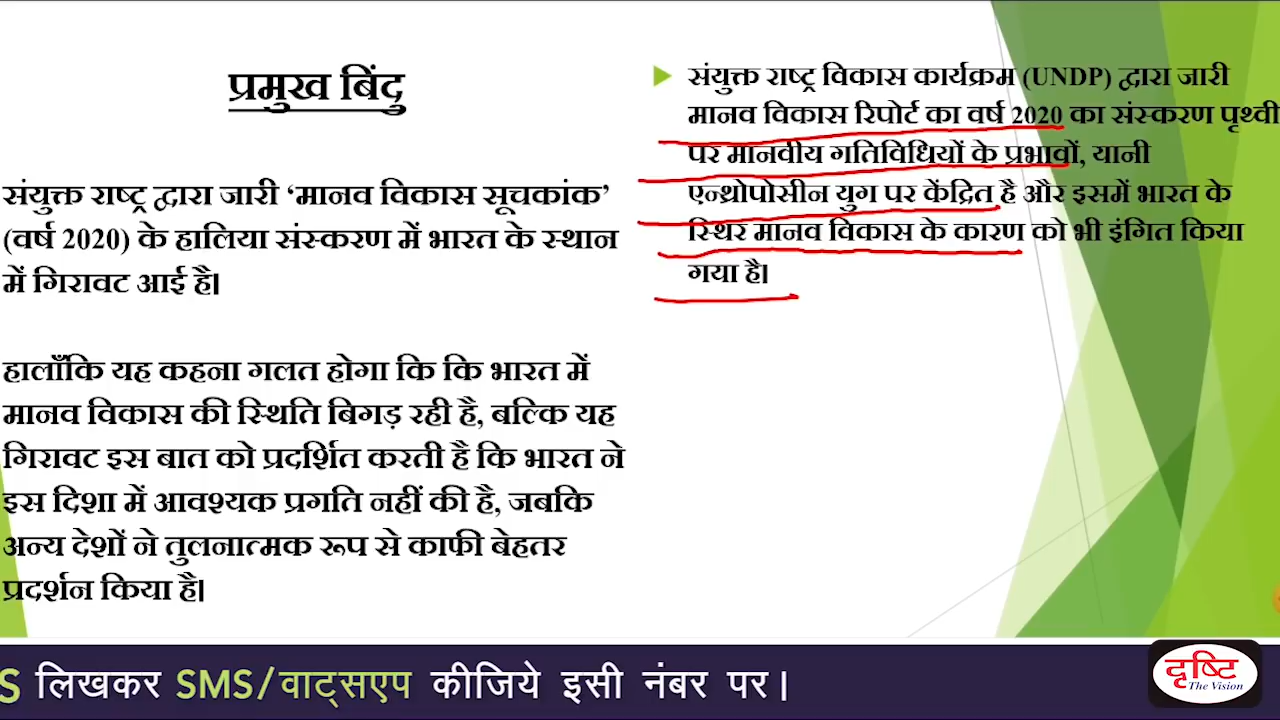 प्रमुख बिंदु
संयुक्त राष्ट्र द्वारा जारी ‘मानव विकास सूचकांक’
(वर्ष 2020) के हालिया संस्करण में भारत के स्थान
में गिरावट आई है।
हालाँकि यह कहना गलत होगा कि कि भारत में
मानव विकास की स्थिति बिगड़ रही है, बल्कि यह
गिरावट इस बात को प्रदर्शित करती है कि भारत ने
इस दिशा में आवश्यक प्रगति नहीं की है, जबकि
अन्य देशों ने तुलनात्मक रूप से काफी बेहतर
प्रदर्शन किया है।
संयुक्त राष्ट्र विकास कार्यक्रम (UNDP) द्वारा जारी
मानव विकास रिपोर्ट का वर्ष 2020 का संस्करण पृथ्वी
पर मानवीय गतिविधियों के प्रभावों, यानी
एन्थ्रोपोसीन युग पर केंद्रित है और इसमें भारत के
स्थिर मानव विकास के कारण को भी इंगित किया
गया है।
S लिखकर SMS/वाट्सएप कीजिये इसी नंबर पर।
दृष्टि
The Vision